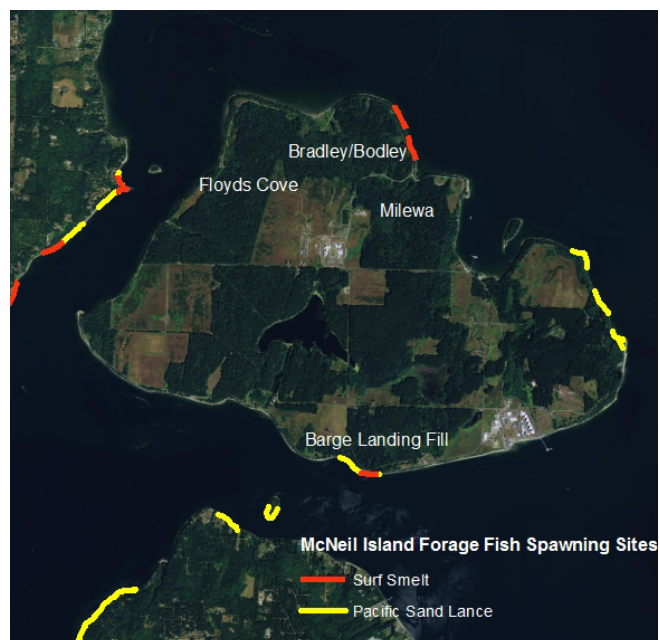 Bradley/Bodley
Floyds Cove
Milewa
Barge Landing Fill
McNeil Island Forage Fish Spawning Sites
Surf Smelt
Pacific Sand Lance